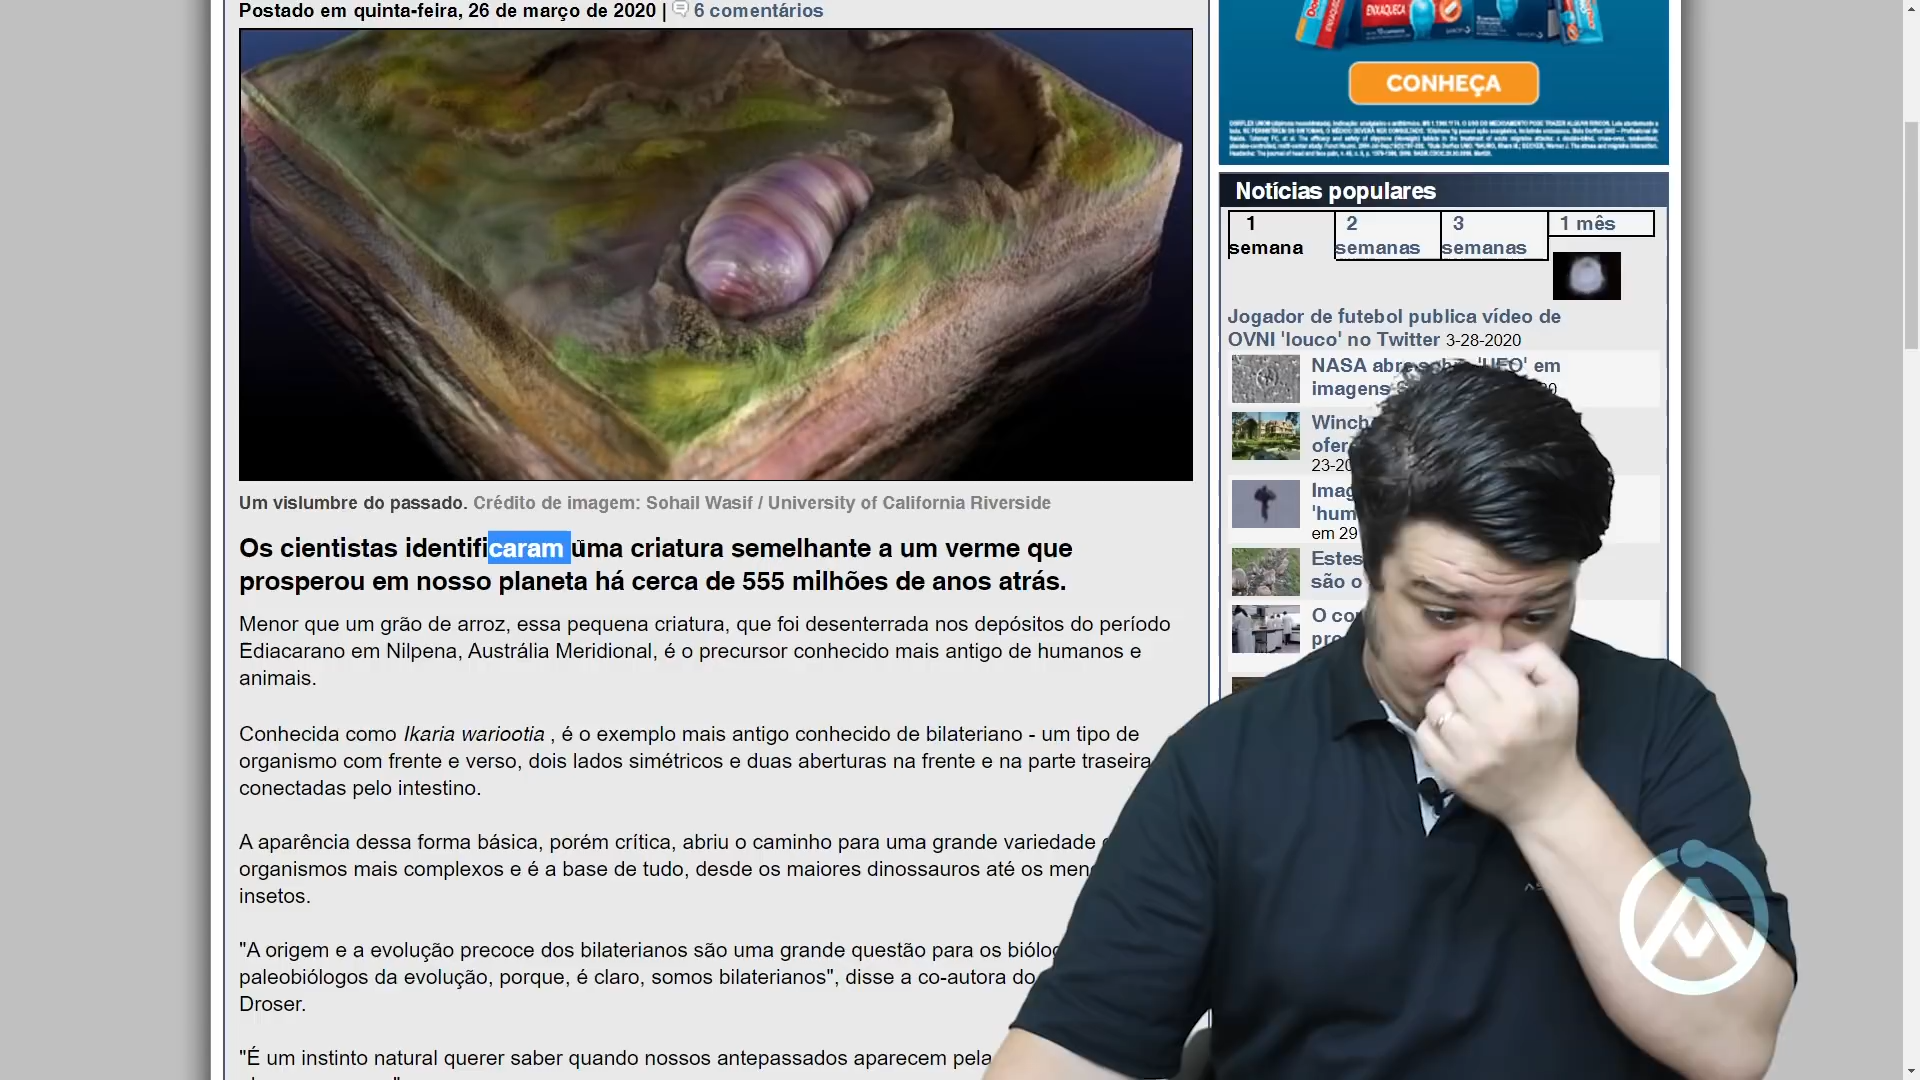 Postado em quinta-feira, 26 de março de 2020 | 6 comentários
Um vislumbre do passado. Crédito de imagem: Sohail Wasif / University of California Riverside
Os cientistas identificaram uma criatura semelhante a um verme que
prosperou em nosso planeta há cerca de 555 milhões de anos atrás.
Menor que um grão de arroz, essa pequena criatura, que foi desenterrada nos depósitos do período
Ediacarano em Nilpena, Austrália Meridional, é o precursor conhecido mais antigo de humanos e
animais.
Conhecida como Ikaria wariootia , é o exemplo mais antigo conhecido de bilateriano - um tipo de
organismo com frente e verso, dois lados simétricos e duas aberturas na frente e na parte traseira
conectadas pelo intestino.
A aparência dessa forma básica, porém crítica, abriu o caminho para uma grande variedade
organismos mais complexos e é a base de tudo, desde os maiores dinossauros até os
insetos.
"A origem e a evolução precoce dos bilaterianos são uma grande questão para os
paleobiólogos da evolução, porque, é claro, somos bilaterianos", disse a co-autora do
Droser.
"É um instinto natural querer saber quando nossos antepassados aparecem pela
ENXAQUECA
CONHEÇA
Notícias populares
1 semana
2 semanas
3 semanas
1 mês
Jogador de futebol publica vídeo de
OVNI 'louco' no Twitter 3-28-2020
NASA abre sobre 'UFO' em
imagens
Winch
ofer
23-20
Imag
'hum
em 29
Estes
são o
O co
pro